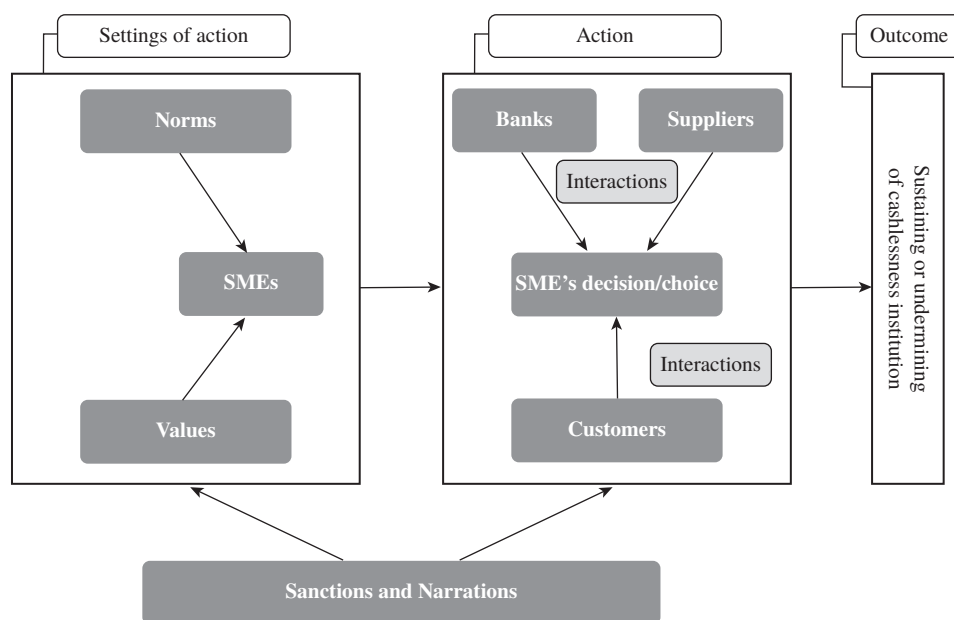 Settings of action
Norms
SMEs
Values
Action
Banks
Suppliers
Interactions
SME's decision/choice
Interactions
Customers
Outcome
Sustaining or undermining
of cashlessness institution
Sanctions and Narrations